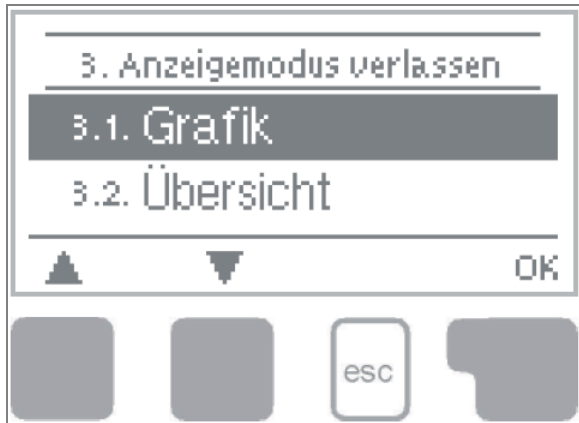 3. Anzeigemodus verlassen
3.1. Grafik
3.2. Übersicht
OK
esc